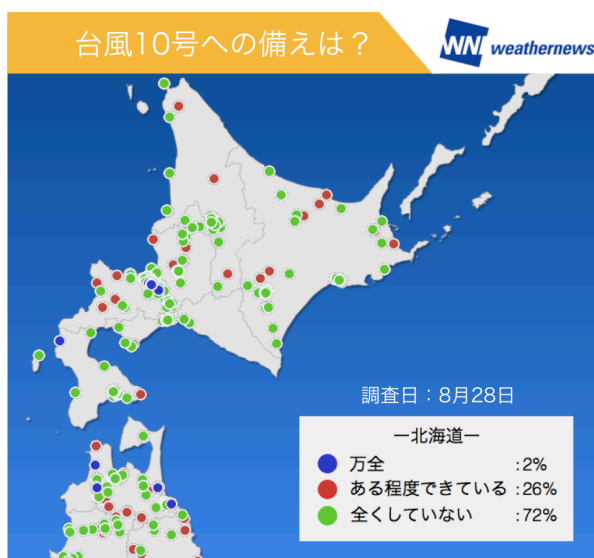 台風10号への備えは？
WNI weathernews
調査日：8月28日
ー北海道ー
万全 :2%
ある程度できている :26%
全くしていない :72%